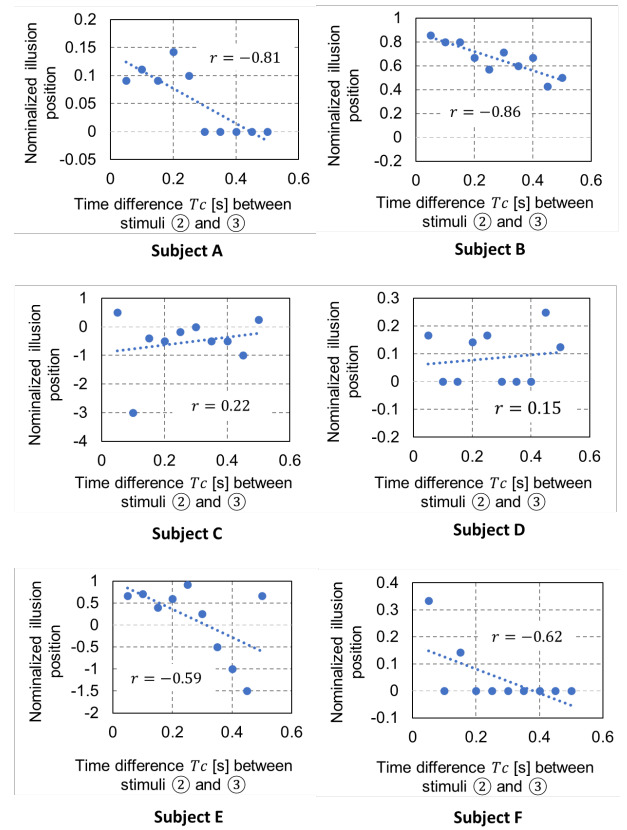 0.2
0.15
0.1
0.05
0
-0.05
0
0.2
0.4
0.6
r = −0.81
Nominalized illusion
position
Time difference Tc [s] between
stimuli ② and ③
Subject A
1
0.8
0.6
0.4
0.2
0
-0.2
0
0.2
0.4
0.6
r = −0.86
Nominalized illusion
position
Time difference Tc [s] between
stimuli ② and ③
Subject B
1
0
-1
-2
-3
-4
0
0.2
0.4
0.6
r = 0.22
Nominalized illusion
position
Time difference Tc [s] between
stimuli ② and ③
Subject C
0.3
0.2
0.1
0
-0.1
-0.2
0
0.2
0.4
0.6
r = 0.15
Nominalized illusion
position
Time difference Tc [s] between
stimuli ② and ③
Subject D
1
0.5
0
-0.5
-1
-1.5
-2
0
0.2
0.4
0.6
r = −0.59
Nominalized illusion
position
Time difference Tc [s] between
stimuli ② and ③
Subject E
0.4
0.3
0.2
0.1
0
-0.1
0
0.2
0.4
0.6
r = −0.62
Nominalized illusion
position
Time difference Tc [s] between
stimuli ② and ③
Subject F